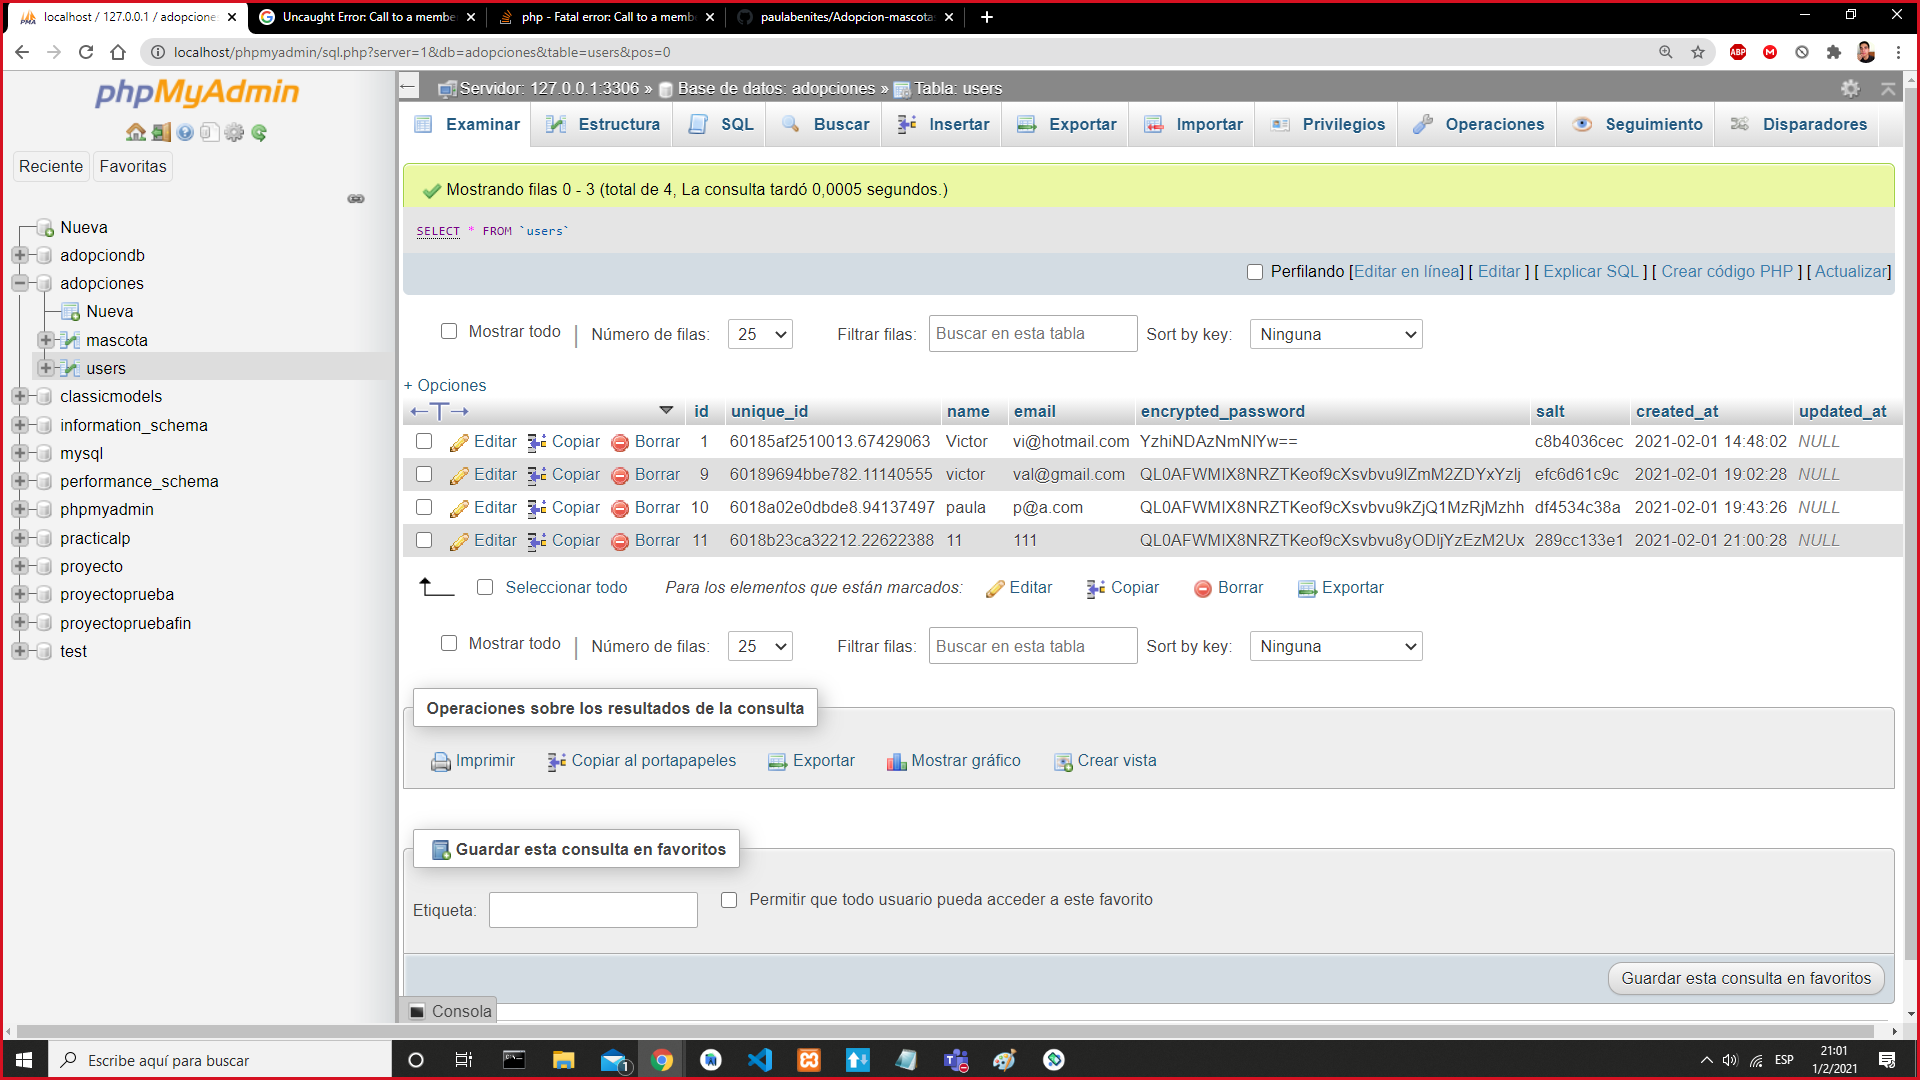 localhost / 127.0.0.1 / adopcione
Uncaught Error: Call to a membe
php - Fatal error: Call to a memb
paulabenites/Adopcion-mascota
localhost/phpmyadmin/sql.php?server=1&db=adopciones&table=users&pos=0
phpMyAdmin
Reciente Favoritas
Nueva
adopciondb
adopciones
Nueva
mascota
users
classicmodels
information_schema
mysql
performance_schema
phpmyadmin
practicalp
proyecto
proyectoprueba
proyectopruebafin
test
Servidor: 127.0.0.1:3306 » Base de datos: adopciones » Tabla: users
Examinar Estructura SQL Buscar Insertar Exportar Importar Privilegios Operaciones Seguimiento Disparadores
Mostrando filas 0 - 3 (total de 4, La consulta tardó 0,0005 segundos.)
SELECT * FROM `users`
Perfilando [Editar en línea] [ Editar ] [ Explicar SQL ] [ Crear código PHP ] [ Actualizar]
Mostrar todo | Número de filas: 25 Filtrar filas: Buscar en esta tabla Sort by key: Ninguna
+ Opciones
id unique_id name email encrypted_password salt created_at updated_at
Editar Copiar Borrar 1 60185af2510013.67429063 Victor vi@hotmail.com YzhiNDAzNmNlYw== c8b4036cec 2021-02-01 14:48:02 NULL
Editar Copiar Borrar 9 60189694bbe782.11140555 victor val@gmail.com QL0AFWMIX8NRZTKeof9cXsvbvu9lZmM2ZDYxYzlj efc6d61c9c 2021-02-01 19:02:28 NULL
Editar Copiar Borrar 10 6018a02e0dbde8.94137497 paula p@a.com QL0AFWMIX8NRZTKeof9cXsvbvu9kZjQ1MzRjMzhh df4534c38a 2021-02-01 19:43:26 NULL
Editar Copiar Borrar 11 6018b23ca32212.22622388 11 111 QL0AFWMIX8NRZTKeof9cXsvbvu8yODljYzEzM2Ux 289cc133e1 2021-02-01 21:00:28 NULL
Seleccionar todo Para los elementos que están marcados: Editar Copiar Borrar Exportar
Mostrar todo | Número de filas: 25 Filtrar filas: Buscar en esta tabla Sort by key: Ninguna
Operaciones sobre los resultados de la consulta
Imprimir Copiar al portapapeles Exportar Mostrar gráfico Crear vista
Guardar esta consulta en favoritos
Etiqueta: Permitir que todo usuario pueda acceder a este favorito
Guardar esta consulta en favoritos
Consola
Escribe aquí para buscar
1
ESP
21:01
1/2/2021